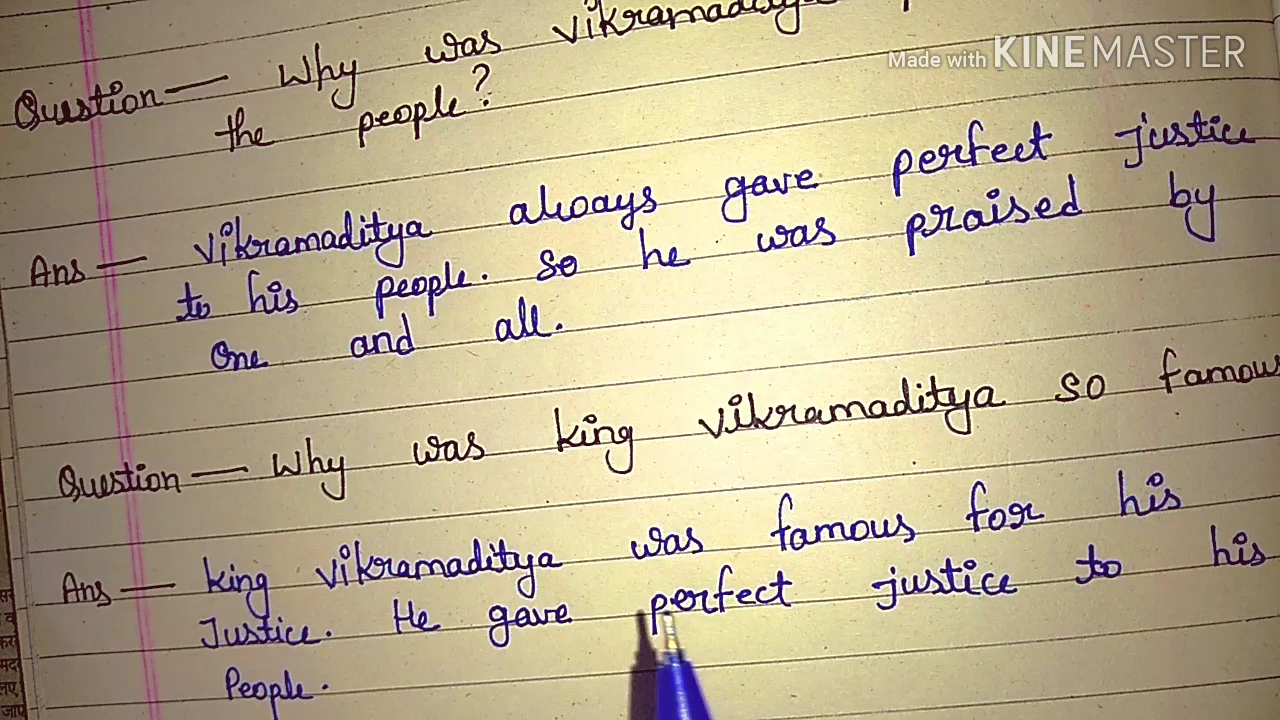 Made with KINEMASTER
Question — Why was vikramaditya
the people?
Ans — vikramaditya always gave perfect justice
to his people. so he was praised by
one and all.
Question — Why was king vikramaditya so famous
Ans — king vikramaditya was famous for his
Justice. He gave perfect justice to his
People.